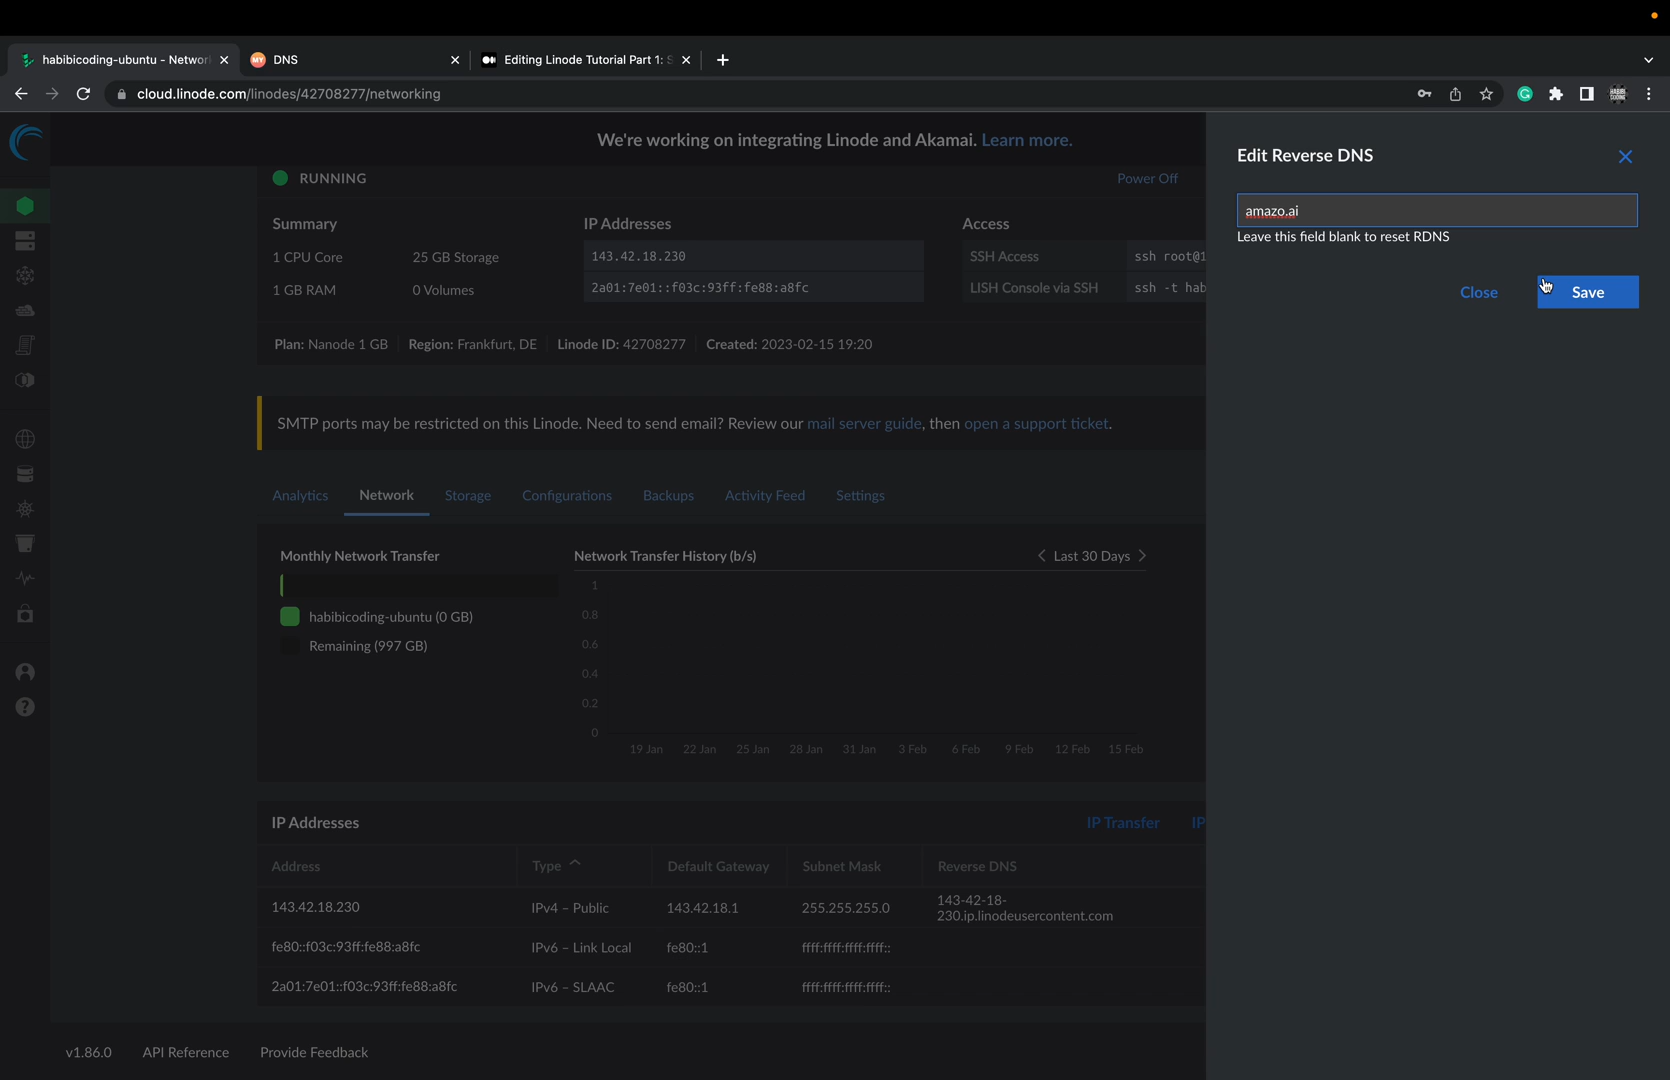 habibicoding-ubuntu - Networ
DNS
Editing Linode Tutorial Part 1: S
cloud.linode.com/linodes/42708277/networking
We're working on integrating Linode and Akamai. Learn more.
RUNNING
Power Off
Summary
IP Addresses
Access
1 CPU Core
25 GB Storage
143.42.18.230
SSH Access
ssh root@1
1 GB RAM
0 Volumes
2a01:7e01::f03c:93ff:fe88:a8fc
LISH Console via SSH
ssh -t hab
Plan: Nanode 1 GB
Region: Frankfurt, DE
Linode ID: 42708277
Created: 2023-02-15 19:20
SMTP ports may be restricted on this Linode. Need to send email? Review our mail server guide, then open a support ticket.
Analytics
Network
Storage
Configurations
Backups
Activity Feed
Settings
Monthly Network Transfer
habibicoding-ubuntu (0 GB)
Remaining (997 GB)
Network Transfer History (b/s)
Last 30 Days
1
0.8
0.6
0.4
0.2
0
19 Jan
22 Jan
25 Jan
28 Jan
31 Jan
3 Feb
6 Feb
9 Feb
12 Feb
15 Feb
IP Addresses
IP Transfer
IP
Address
Type
Default Gateway
Subnet Mask
Reverse DNS
143.42.18.230
IPv4 – Public
143.42.18.1
255.255.255.0
143-42-18-
230.ip.linodeusercontent.com
fe80::f03c:93ff:fe88:a8fc
IPv6 – Link Local
fe80::1
ffff:ffff:ffff:ffff::
2a01:7e01::f03c:93ff:fe88:a8fc
IPv6 – SLAAC
fe80::1
ffff:ffff:ffff:ffff::
v1.86.0
API Reference
Provide Feedback
Edit Reverse DNS
amazo.ai
Leave this field blank to reset RDNS
Close
Save